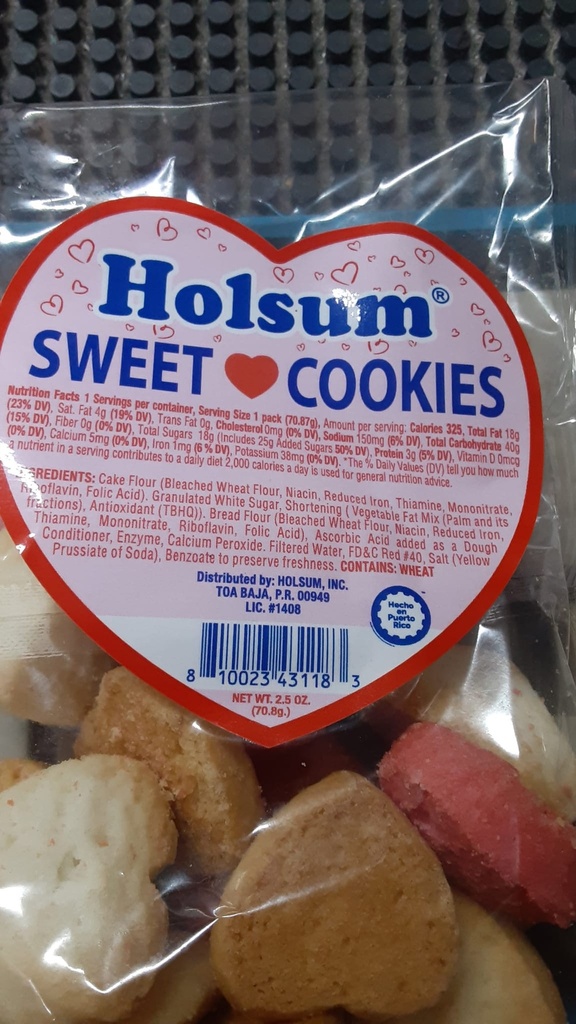 Holsum®
SWEET COOKIES
Nutrition Facts 1 Servings per container, Serving Size 1 pack (70.87g), Amount per serving: Calories 325, Total Fat 18g
(23% DV), Sat. Fat 4g (19% DV), Trans Fat 0g, Cholesterol 0mg (0% DV), Sodium 150mg (6% DV), Total Carbohydrate 40g
(15% DV), Fiber 0g (0% DV), Total Sugars 18g (Includes 25g Added Sugars 50% DV), Protein 3g (5% DV), Vitamin D 0mcg
(0% DV), Calcium 5mg (0% DV), Iron 1mg (6 % DV), Potassium 38mg (0% DV). *The % Daily Values (DV) tell you how much
a nutrient in a serving contributes to a daily diet 2,000 calories a day is used for general nutrition advice.
INGREDIENTS: Cake Flour (Bleached Wheat Flour, Niacin, Reduced Iron, Thiamine, Mononitrate,
Riboflavin, Folic Acid). Granulated White Sugar, Shortening ( Vegetable Fat Mix (Palm and its
fractions), Antioxidant (TBHQ)). Bread Flour (Bleached Wheat Flour, Niacin, Reduced Iron,
Thiamine, Mononitrate, Riboflavin, Folic Acid), Ascorbic Acid added as a Dough
Conditioner, Enzyme, Calcium Peroxide. Filtered Water, FD&C Red #40, Salt (Yellow
Prussiate of Soda), Benzoate to preserve freshness. CONTAINS: WHEAT
Distributed by: HOLSUM, INC.
TOA BAJA, P.R. 00949
LIC. #1408
Hecho
en
Puerto
Rico
8 10023 43118 3
NET WT. 2.5 OZ.
(70.8g.)